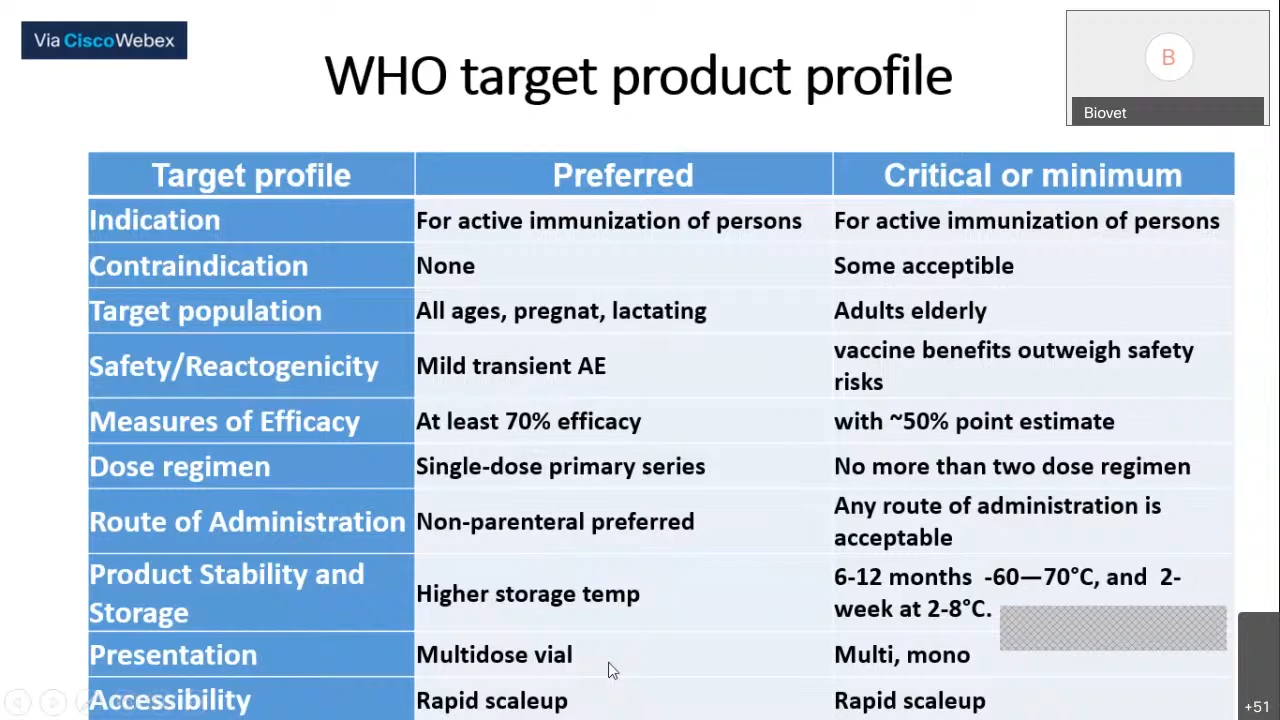 Via CiscoWebex
WHO target product profile
B
Biovet
Target profile Preferred Critical or minimum
Indication For active immunization of persons For active immunization of persons
Contraindication None Some acceptible
Target population All ages, pregnat, lactating Adults elderly
Safety/Reactogenicity Mild transient AE vaccine benefits outweigh safety
risks
Measures of Efficacy At least 70% efficacy with ~50% point estimate
Dose regimen Single-dose primary series No more than two dose regimen
Route of Administration Non-parenteral preferred Any route of administration is
acceptable
Product Stability and
Storage Higher storage temp 6-12 months -60—70°C, and 2-
week at 2-8°C.
Presentation Multidose vial Multi, mono
Accessibility Rapid scaleup Rapid scaleup
+51